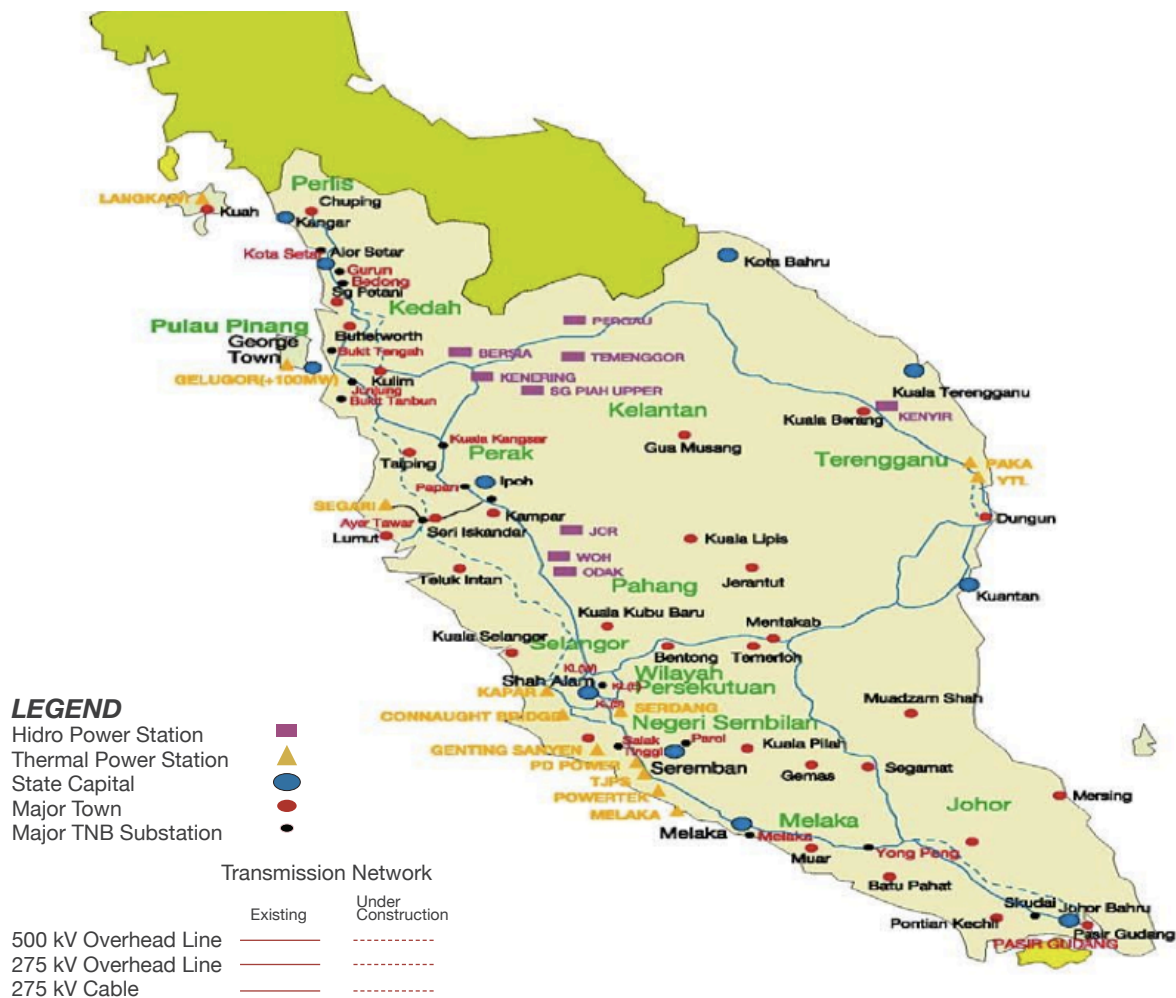 Perlis
LANGKAWI
Chuping
Kuah
Kangar
Kota Setar
Alor Setar
Gurun
Bedong
Sg Petani
Kota Bahru
Kedah
Pulau Pinang
George
Town
Butterworth
Bukit Tengah
PERGAU
BERSIA
TEMENGGOR
GELUGOR(+100MW)
Kulim
KENERING
Junjung
Bukit Tanbun
SG PIAH UPPER
Kuala Terengganu
Kelantan
Kuala Berang
KENYIR
Kuala Kangsar
Gua Musang
Perak
Taiping
Terengganu
PAKA
YTL
Papan
Ipoh
SEGARI
Kampar
Ayer Tawar
Seri Iskandar
Lumut
Dungun
JOR
Kuala Lipis
WOH
ODAK
Teluk Intan
Pahang
Jerantut
Kuantan
Kuala Kubu Baru
Mentakab
Kuala Selangor
Selangor
Bentong
Temerloh
KL(W)
Shah Alam
KL(E)
Wilayah
Persekutuan
KAPAR
SERDANG
Muadzam Shah
CONNAUGHT BRIDGE
Negeri Sembilan
GENTING SANYEN
Salak
Tinggi
Paroi
Kuala Pilah
PD POWER
Seremban
Gemas
Segamat
TJPS
POWERTEK
MELAKA
Mersing
Johor
Melaka
Melaka
Melaka
Muar
Yong Peng
Batu Pahat
Skudai
Johor Bahru
Pontian Kechil
Pasir Gudang
PASIR GUDANG
LEGEND
Hidro Power Station
Thermal Power Station
State Capital
Major Town
Major TNB Substation
Transmission Network
Existing
Under
Construction
500 kV Overhead Line
275 kV Overhead Line
275 kV Cable